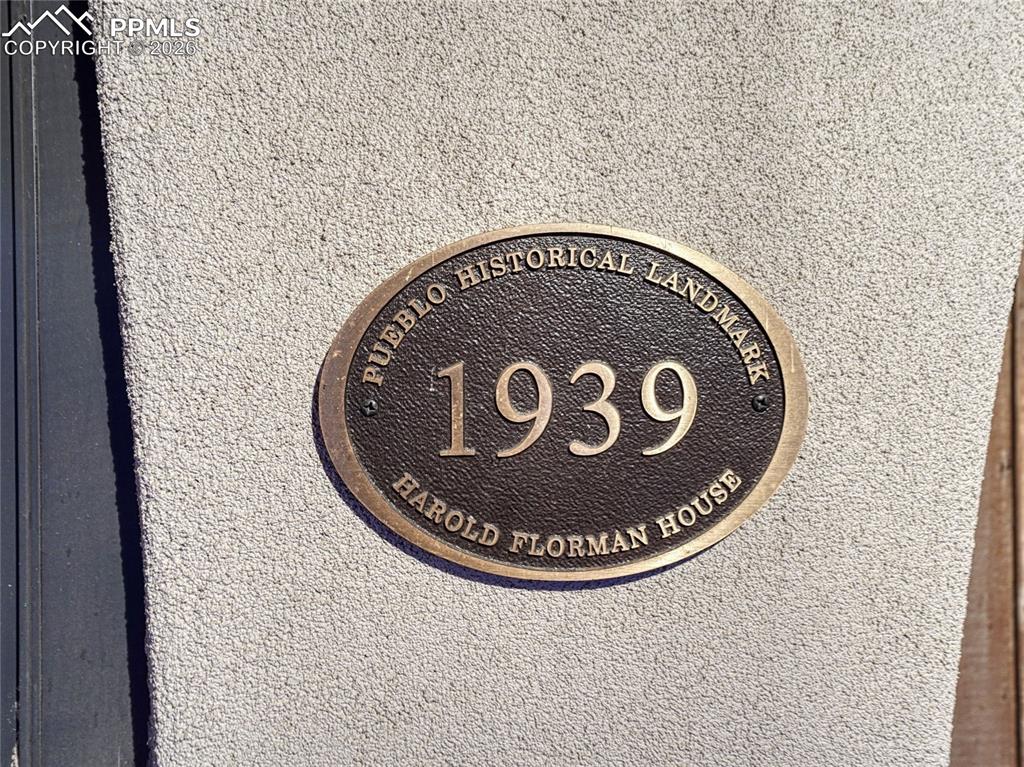 PPMLS
COPYRIGHT © 2026
PUEBLO HISTORICAL LANDMARK
1939
HAROLD FLORMAN HOUSE